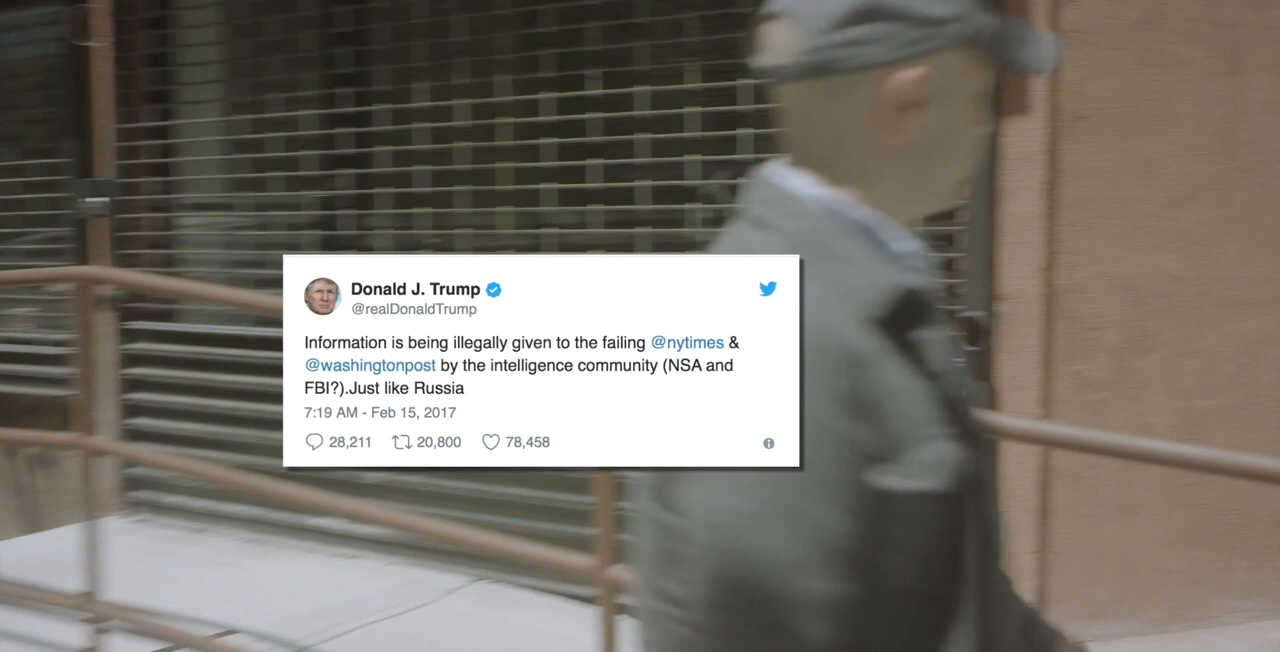 Donald J. Trump
@realDonaldTrump
Information is being illegally given to the failing @nytimes &
@washingtonpost by the intelligence community (NSA and
FBI?).Just like Russia
7:19 AM - Feb 15, 2017
28,211 20,800 78,458